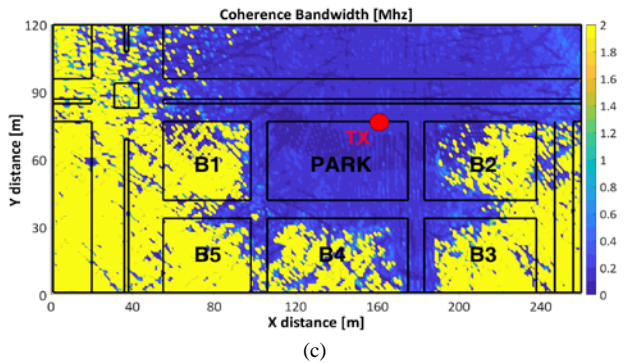 Coherence Bandwidth [Mhz]
120
90
60
30
0
Y distance [m]
TX
B1
PARK
B2
B5
B4
B3
2
1.8
1.6
1.4
1.2
1
0.8
0.6
0.4
0.2
0
0
40
80
120
160
200
240
X distance [m]
(c)